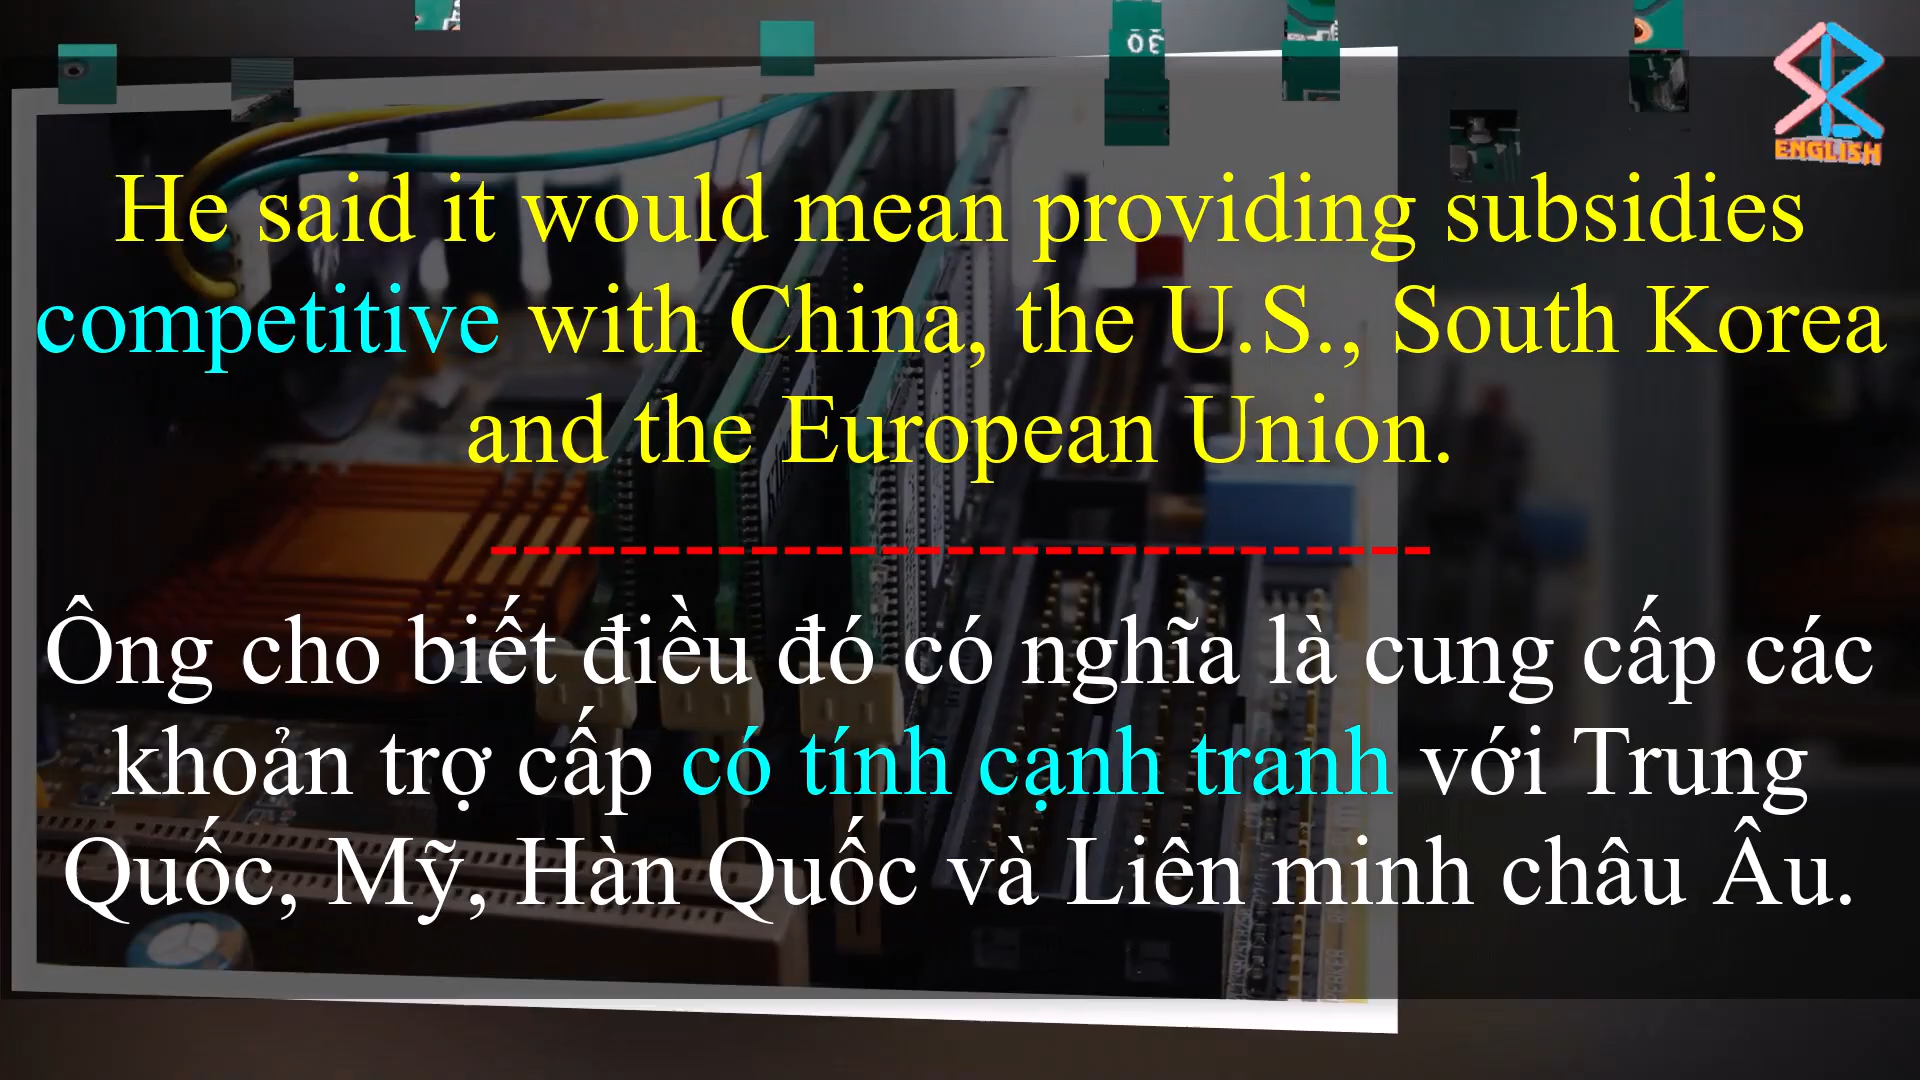 30
ENGLISH
He said it would mean providing subsidies
competitive with China, the U.S., South Korea
and the European Union.
Ông cho biết điều đó có nghĩa là cung cấp các
khoản trợ cấp có tính cạnh tranh với Trung
Quốc, Mỹ, Hàn Quốc và Liên minh châu Âu.